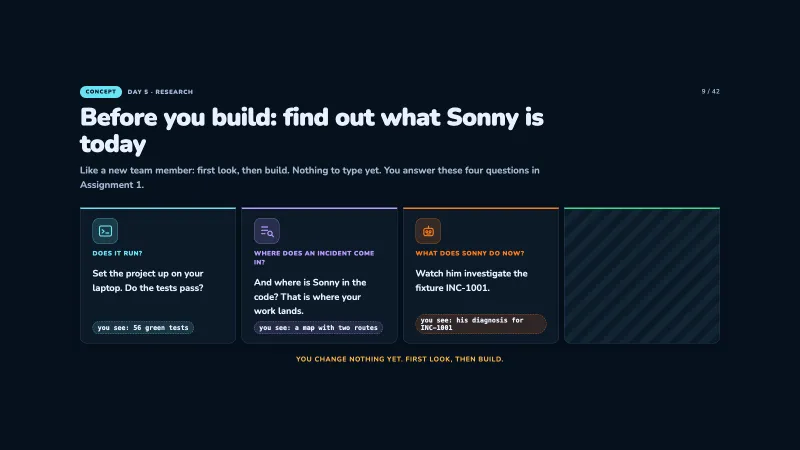 CONCEPT DAY 5 · RESEARCH
9 / 42
Before you build: find out what Sonny is
today
Like a new team member: first look, then build. Nothing to type yet. You answer these four questions in
Assignment 1.
DOES IT RUN?
Set the project up on your
laptop. Do the tests pass?
you see: 56 green tests
WHERE DOES AN INCIDENT COME
IN?
And where is Sonny in the
code? That is where your
work lands.
you see: a map with two routes
WHAT DOES SONNY DO NOW?
Watch him investigate the
fixture INC-1001.
you see: his diagnosis for
INC-1001
YOU CHANGE NOTHING YET. FIRST LOOK, THEN BUILD.